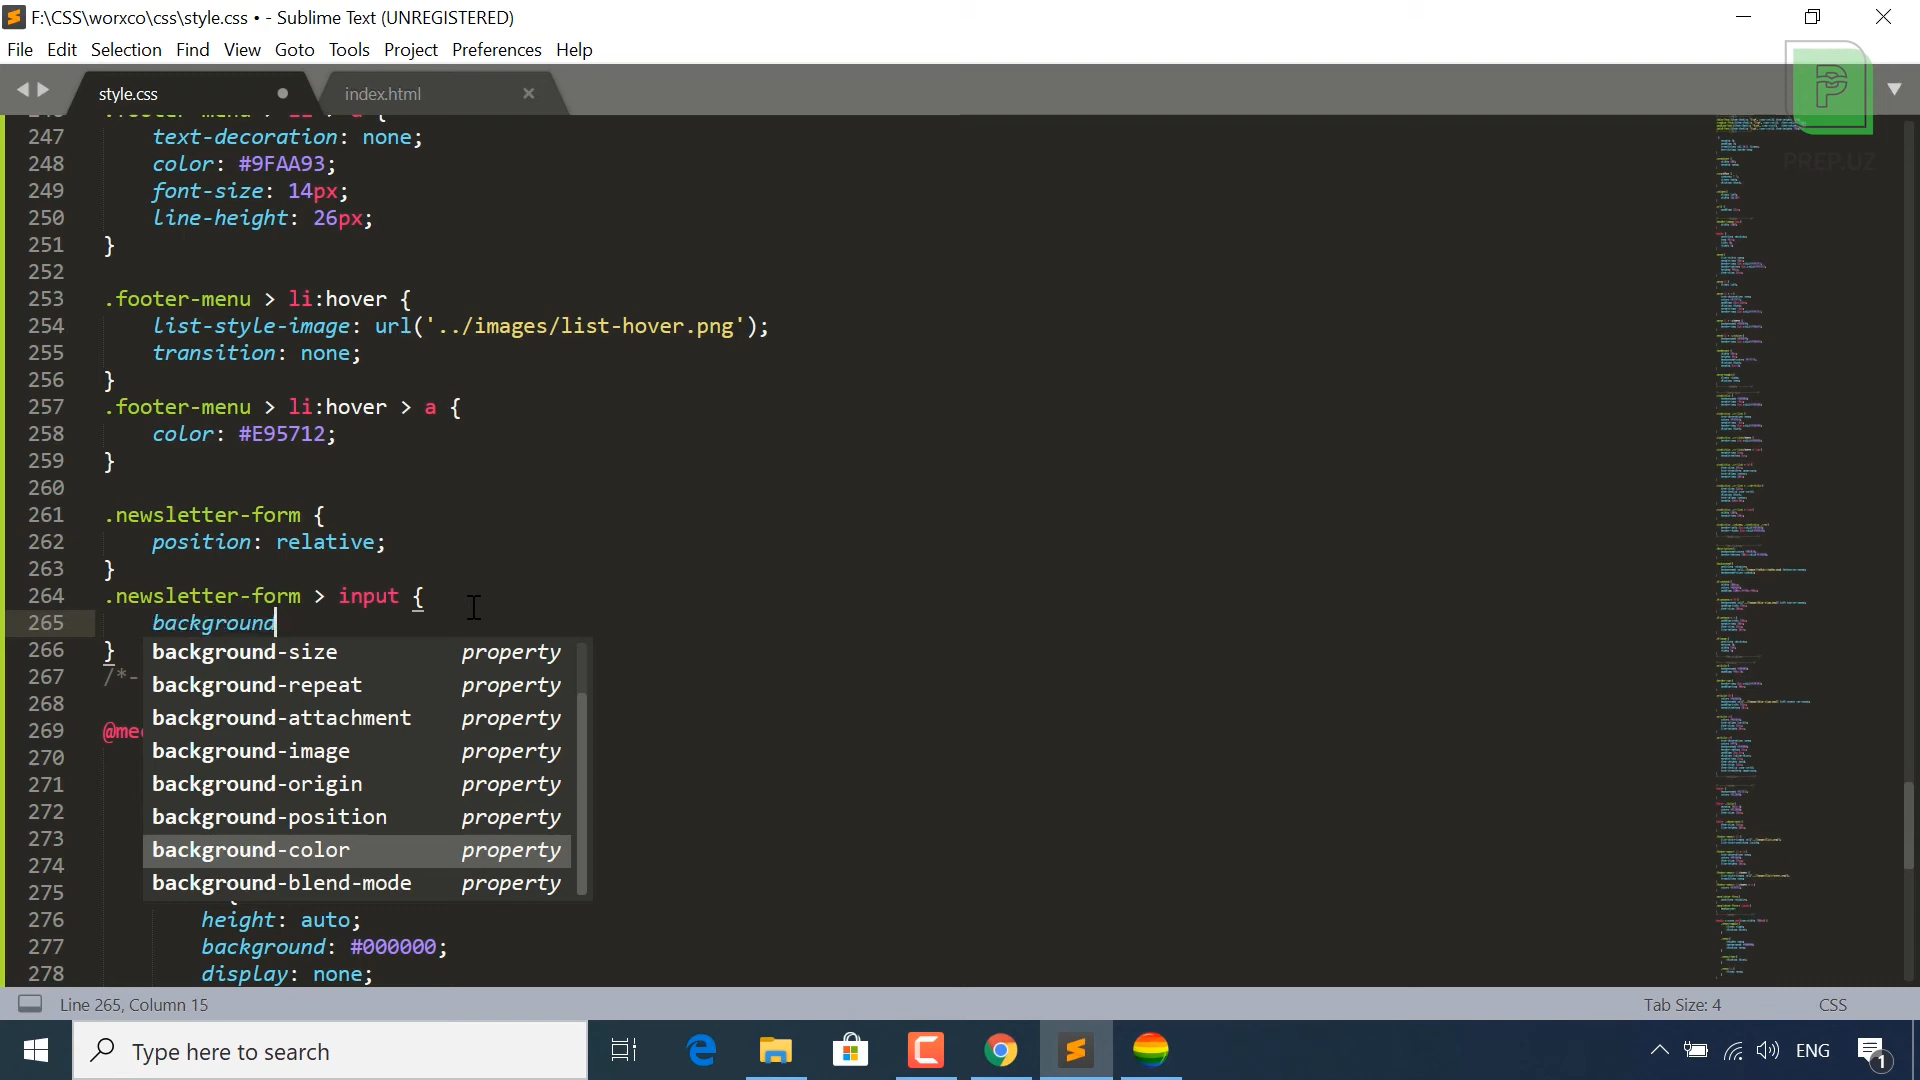 F:\CSS\worxco\css\style.css • - Sublime Text (UNREGISTERED)
File Edit Selection Find View Goto Tools Project Preferences Help
style.css index.html
PREP.UZ
247 text-decoration: none;
248 color: #9FAA93;
249 font-size: 14px;
250 line-height: 26px;
251 }
252
253 .footer-menu > li:hover {
254 list-style-image: url('../images/list-hover.png');
255 transition: none;
256 }
257 .footer-menu > li:hover > a {
258 color: #E95712;
259 }
260
261 .newsletter-form {
262 position: relative;
263 }
264 .newsletter-form > input {
265 background
266 } background-size property
267 /*- background-repeat property
268 background-attachment property
269 @me background-image property
270 background-origin property
271
272 background-position property
273 background-color property
274
275 background-blend-mode property
276 height: auto;
277 background: #000000;
278 display: none;
Line 265, Column 15 Tab Size: 4 CSS
Type here to search ENG 1